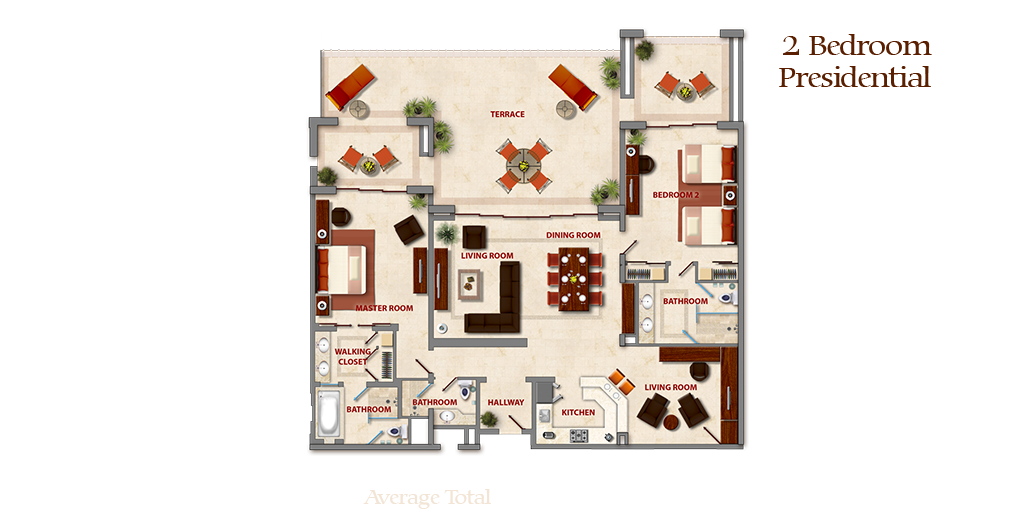 2 Bedroom
Presidential
TERRACE
BEDROOM 2
DINING ROOM
LIVING ROOM
MASTER ROOM
BATHROOM
WALKING
CLOSET
LIVING ROOM
BATHROOM
BATHROOM
HALLWAY
KITCHEN
Average Total